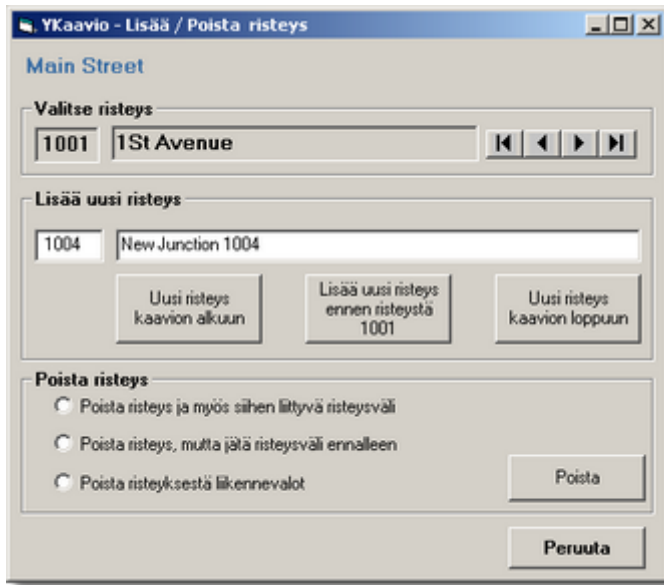 YKaavio - Lisää / Poista risteys
Main Street
Valitse risteys
1001 1St Avenue
Lisää uusi risteys
1004 New Junction 1004
Uusi risteys
kaavion alkuun
Lisää uusi risteys
ennen risteystä
1001
Uusi risteys
kaavion loppuun
Poista risteys
Poista risteys ja myös siihen liittyvä risteysväli
Poista risteys, mutta jätä risteysväli ennalleen
Poista risteyksestä liikennevalot
Poista
Peruuta